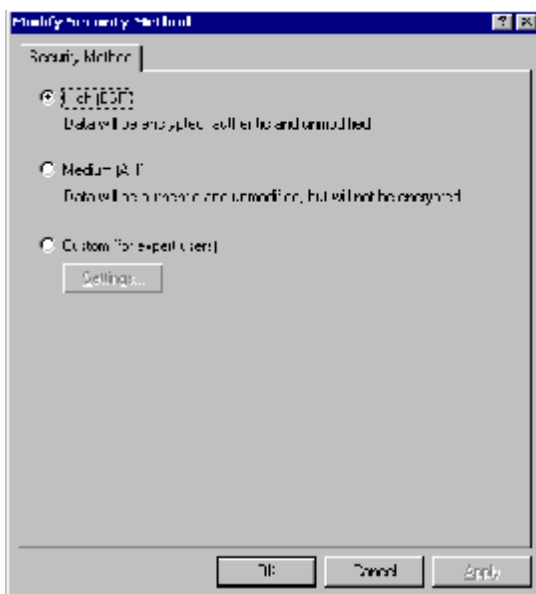 Modify Security Method
Security Method
High (ESP)
Data will be encrypted, authentic and unmodified
Medium (AH)
Data will be authentic and unmodified, but will not be encrypted
Custom (for expert users)
Settings...
OK
Cancel
Apply